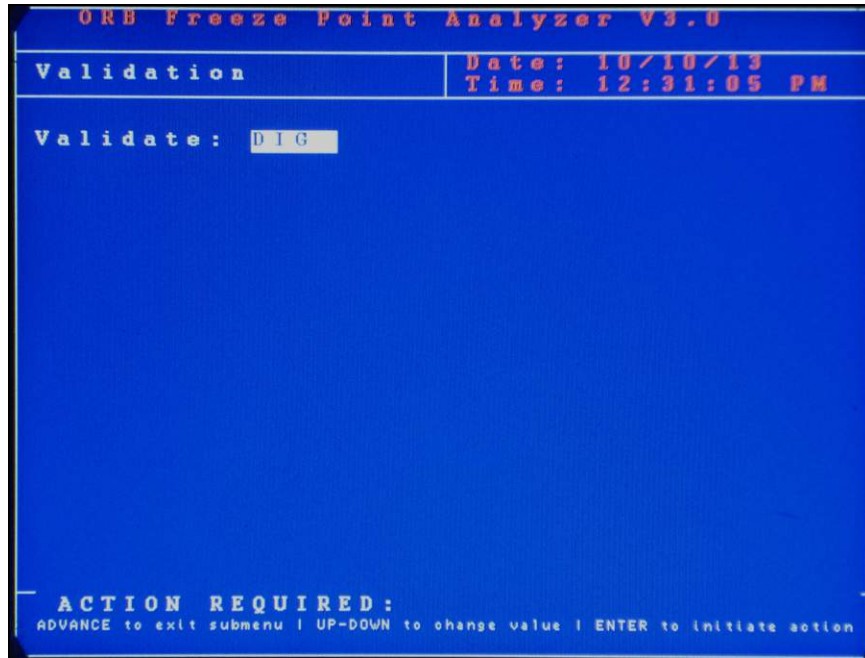 ORB Freeze Point Analyzer V3.0
Validation
Date: 10/10/13
Time: 12:31:05 PM
Validate: DIG
ACTION REQUIRED:
ADVANCE to exit submenu | UP-DOWN to change value | ENTER to initiate action